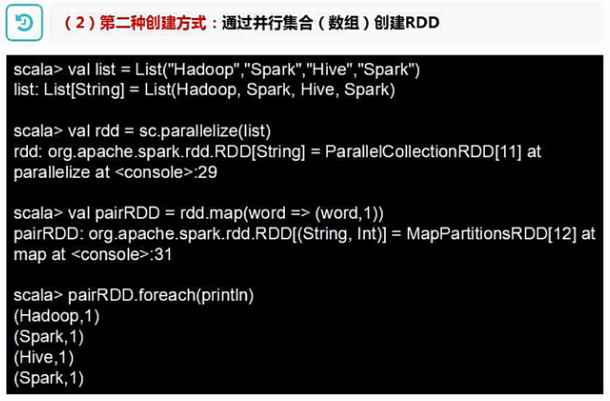 （2）第二种创建方式：通过并行集合（数组）创建RDD
scala> val list = List("Hadoop","Spark","Hive","Spark")
list: List[String] = List(Hadoop, Spark, Hive, Spark)
scala> val rdd = sc.parallelize(list)
rdd: org.apache.spark.rdd.RDD[String] = ParallelCollectionRDD[11] at
parallelize at <console>:29
scala> val pairRDD = rdd.map(word => (word,1))
pairRDD: org.apache.spark.rdd.RDD[(String, Int)] = MapPartitionsRDD[12] at
map at <console>:31
scala> pairRDD.foreach(println)
(Hadoop,1)
(Spark,1)
(Hive,1)
(Spark,1)